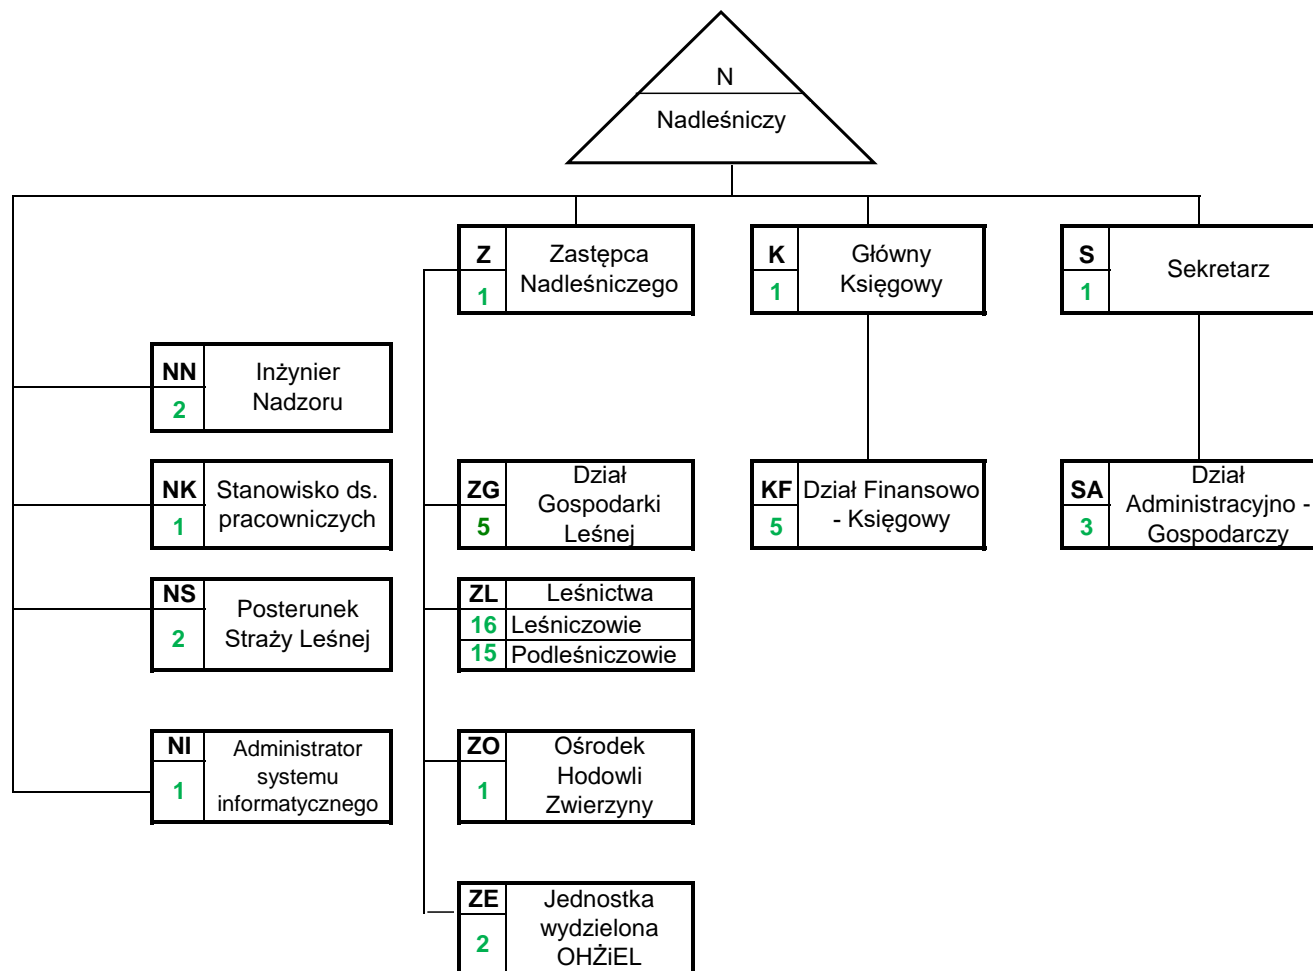 N
Nadleśniczy
Z
1
Zastępca
Nadleśniczego
K
1
Główny
Księgowy
S
1
Sekretarz
NN
2
Inżynier
Nadzoru
NK
1
Stanowisko ds.
pracowniczych
ZG
5
Dział
Gospodarki
Leśnej
KF
5
Dział Finansowo
- Księgowy
SA
3
Dział
Administracyjno -
Gospodarczy
NS
2
Posterunek
Straży Leśnej
ZL Leśnictwa
16 Leśniczowie
15 Podleśniczowie
NI
1
Administrator
systemu
informatycznego
ZO
1
Ośrodek
Hodowli
Zwierzyny
ZE
2
Jednostka
wydzielona
OHŻiEL